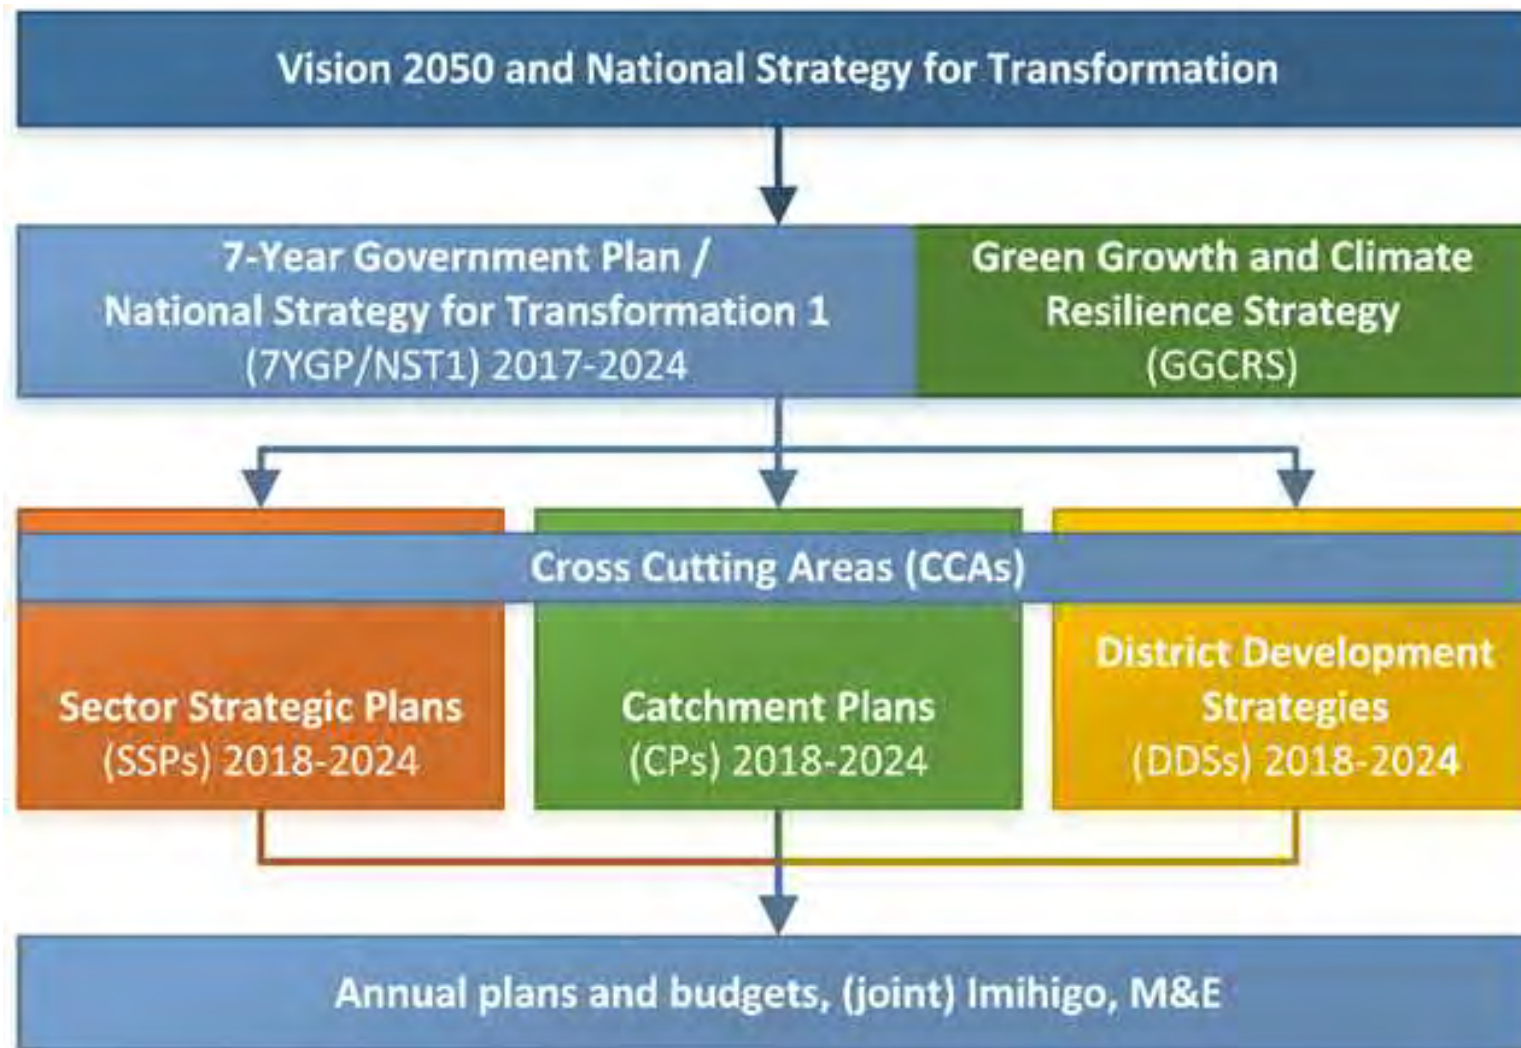 Vision 2050 and National Strategy for Transformation
7-Year Government Plan /
National Strategy for Transformation 1
(7YGP/NST1) 2017-2024
Green Growth and Climate
Resilience Strategy
(GGCRS)
Cross Cutting Areas (CCAs)
Sector Strategic Plans
(SSPs) 2018-2024
Catchment Plans
(CPs) 2018-2024
District Development
Strategies
(DDSs) 2018-2024
Annual plans and budgets, (joint) Imihigo, M&E